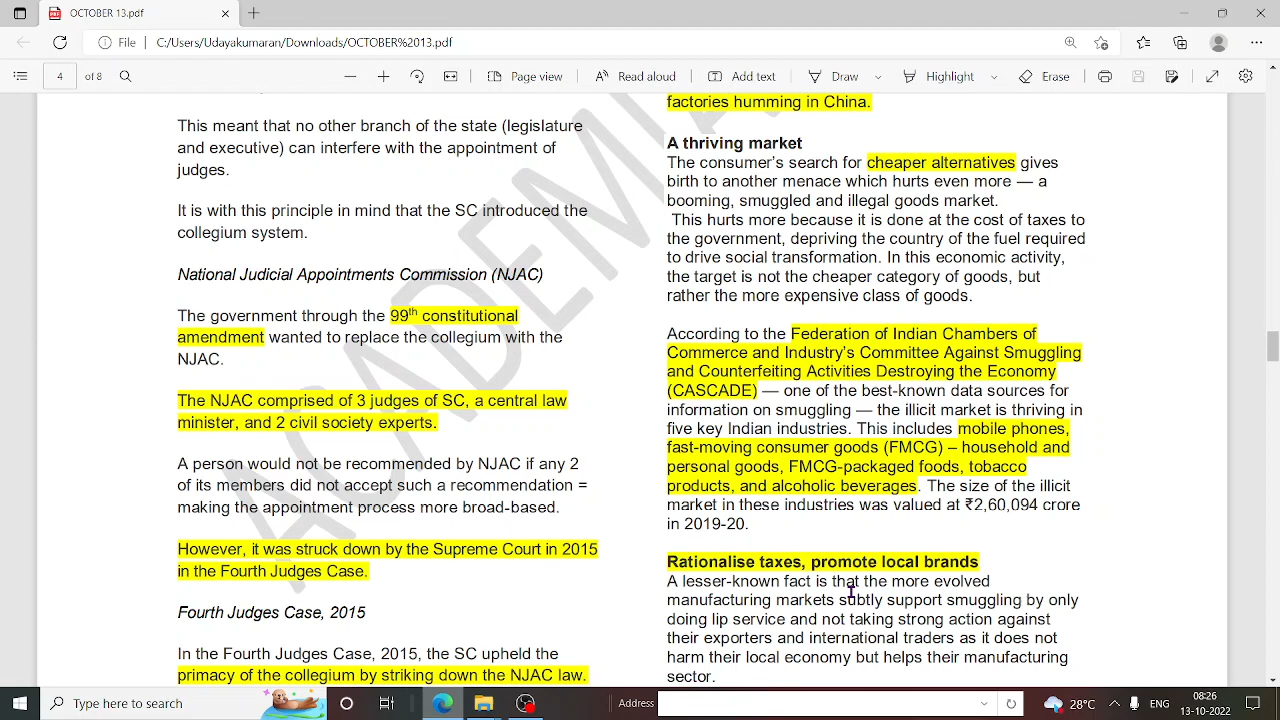 OCTOBER 13.pdf
File
C:/Users/Udayakumaran/Downloads/OCTOBER%2013.pdf
4 of 8
Page view
Read aloud
Add text
Draw
Highlight
Erase
This meant that no other branch of the state (legislature
and executive) can interfere with the appointment of
judges.
It is with this principle in mind that the SC introduced the
collegium system.
National Judicial Appointments Commission (NJAC)
The government through the 99th constitutional
amendment wanted to replace the collegium with the
NJAC.
The NJAC comprised of 3 judges of SC, a central law
minister, and 2 civil society experts.
A person would not be recommended by NJAC if any 2
of its members did not accept such a recommendation =
making the appointment process more broad-based.
However, it was struck down by the Supreme Court in 2015
in the Fourth Judges Case.
Fourth Judges Case, 2015
In the Fourth Judges Case, 2015, the SC upheld the
primacy of the collegium by striking down the NJAC law.
factories humming in China.
A thriving market
The consumer's search for cheaper alternatives gives
birth to another menace which hurts even more — a
booming, smuggled and illegal goods market.
This hurts more because it is done at the cost of taxes to
the government, depriving the country of the fuel required
to drive social transformation. In this economic activity,
the target is not the cheaper category of goods, but
rather the more expensive class of goods.
According to the Federation of Indian Chambers of
Commerce and Industry's Committee Against Smuggling
and Counterfeiting Activities Destroying the Economy
(CASCADE) — one of the best-known data sources for
information on smuggling — the illicit market is thriving in
five key Indian industries. This includes mobile phones,
fast-moving consumer goods (FMCG) – household and
personal goods, FMCG-packaged foods, tobacco
products, and alcoholic beverages. The size of the illicit
market in these industries was valued at ₹2,60,094 crore
in 2019-20.
Rationalise taxes, promote local brands
A lesser-known fact is that the more evolved
manufacturing markets subtly support smuggling by only
doing lip service and not taking strong action against
their exporters and international traders as it does not
harm their local economy but helps their manufacturing
sector.
ACADEMIA
Type here to search
Address
28°C
ENG
08:26
13-10-2022